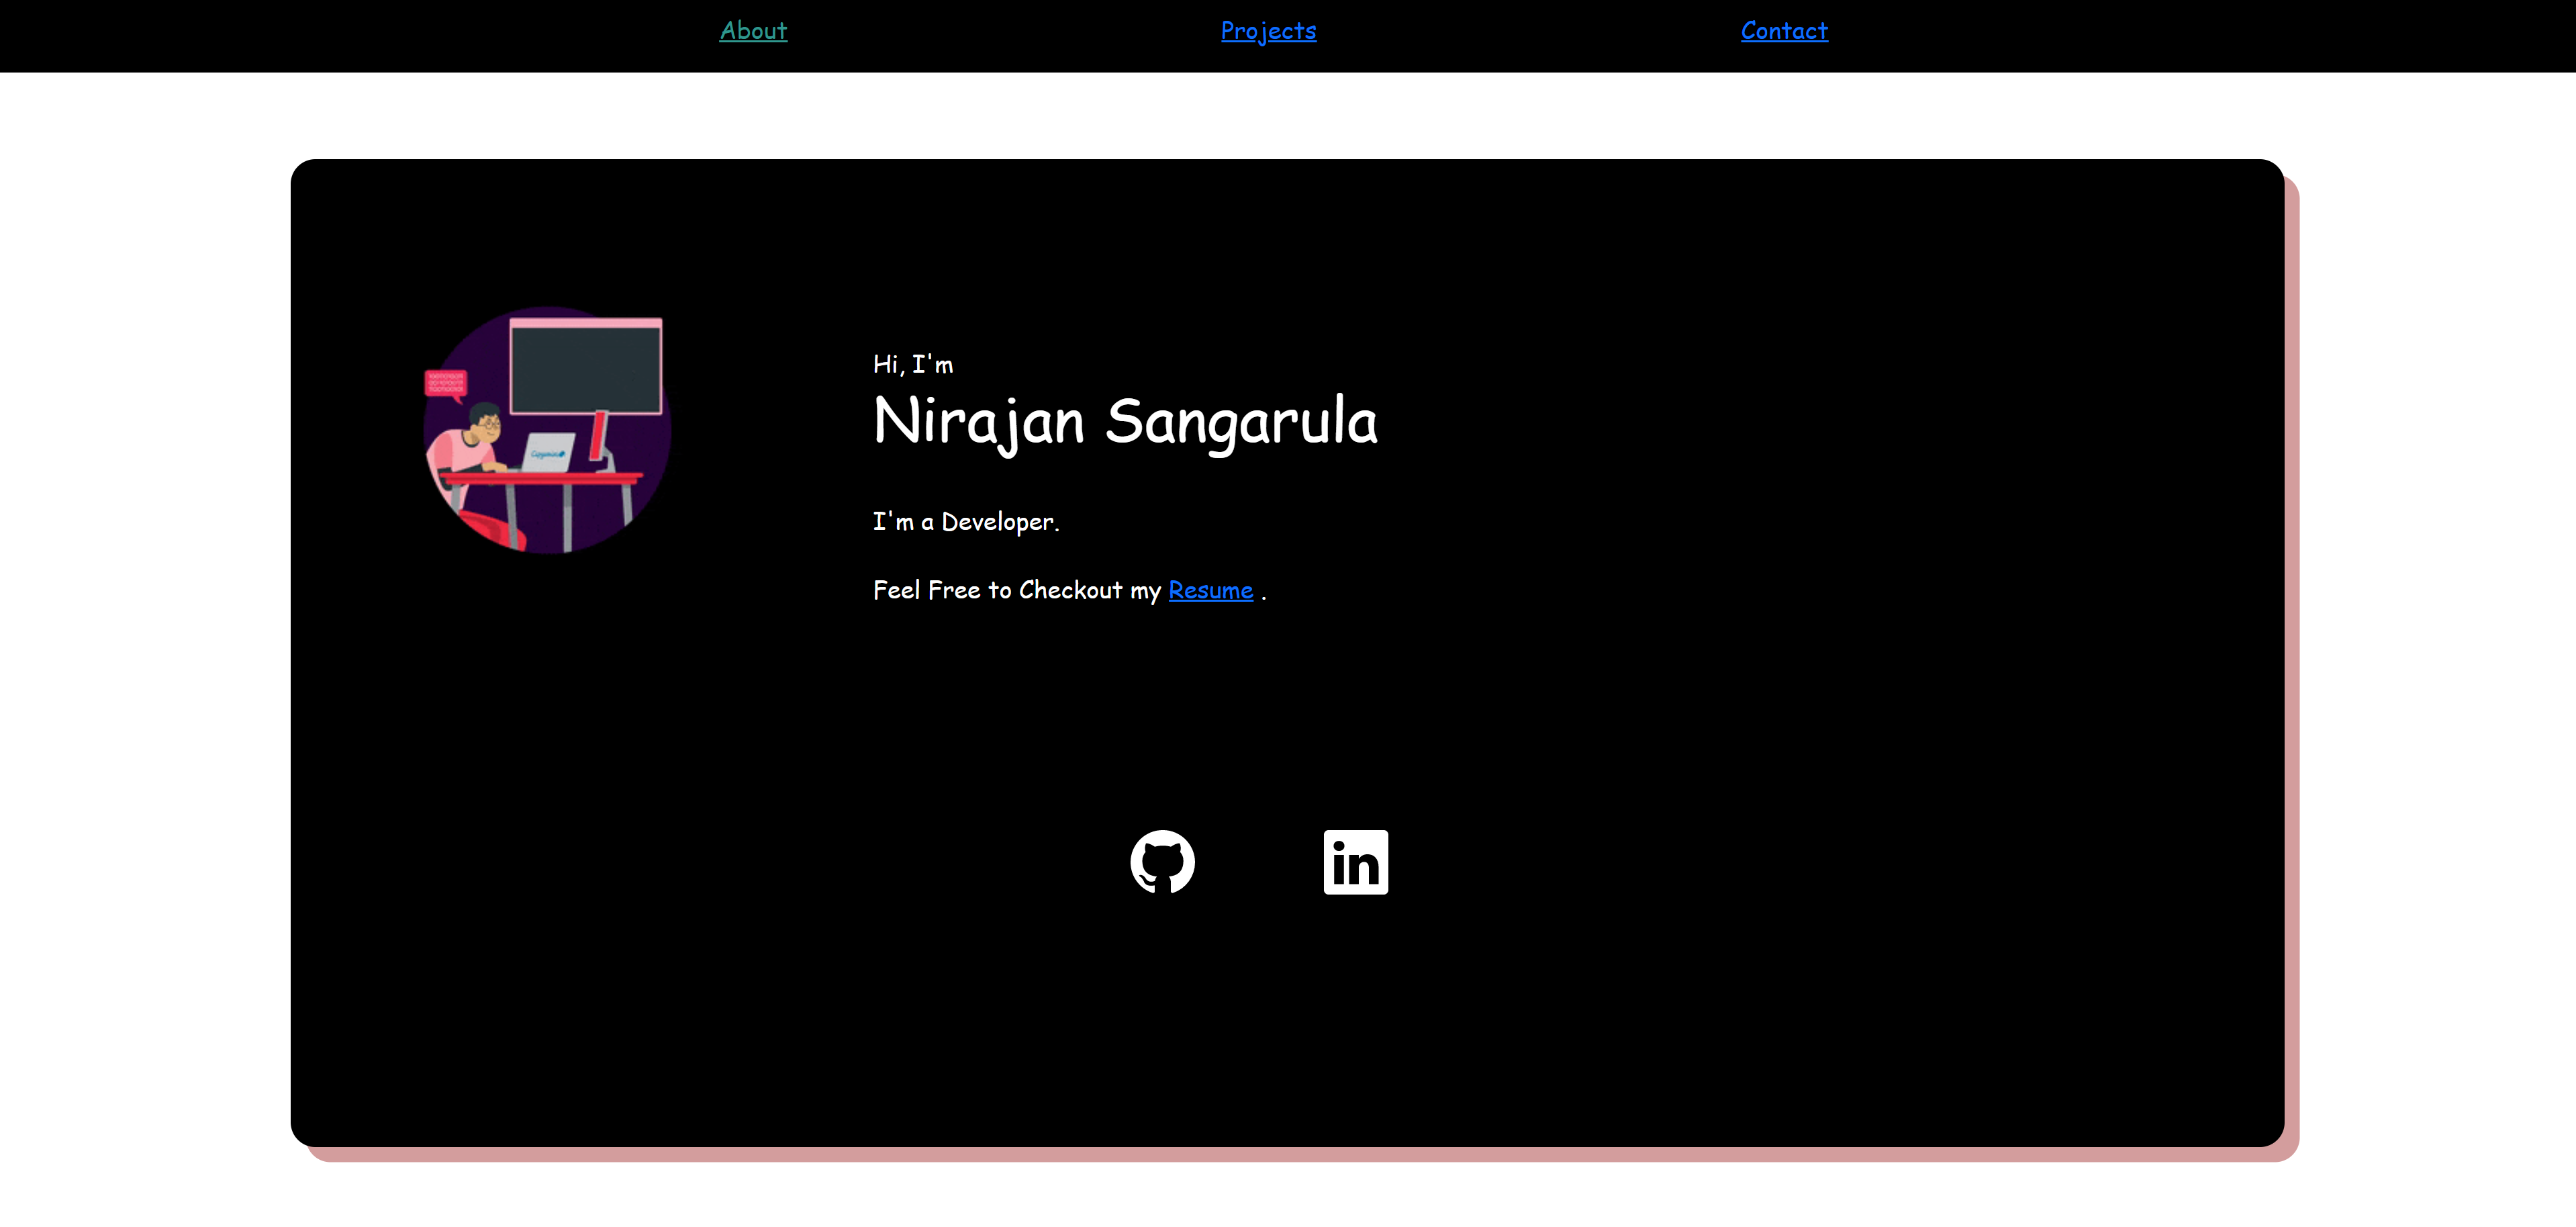 About
Projects
Contact
Hi, I'm
Nirajan Sangarula
I'm a Developer.
Feel Free to Checkout my Resume .
in